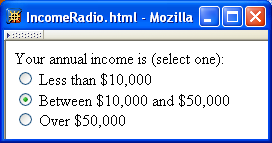 IncomeRadio.html - Mozilla
Your annual income is (select one):
Less than $10,000
Between $10,000 and $50,000
Over $50,000